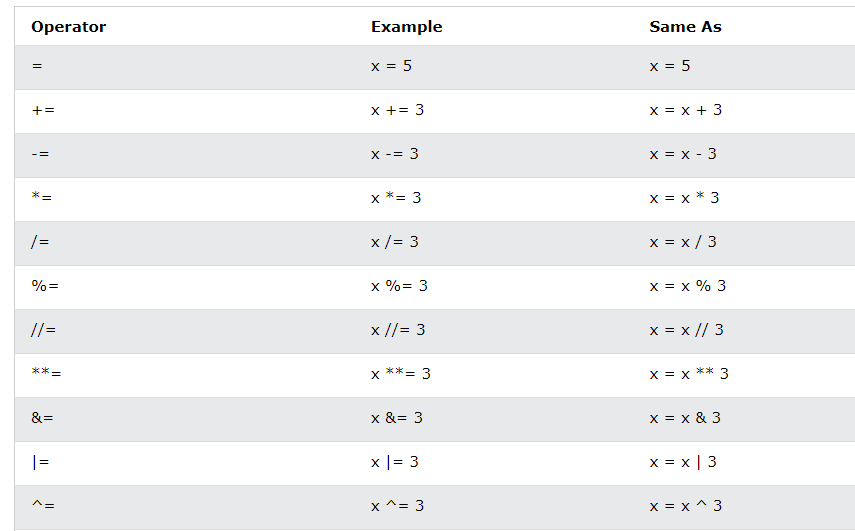 Operator Example Same As
= x = 5 x = 5
+= x += 3 x = x + 3
-= x -= 3 x = x - 3
*= x *= 3 x = x * 3
/= x /= 3 x = x / 3
%= x %= 3 x = x % 3
//= x //= 3 x = x // 3
**= x **= 3 x = x ** 3
&= x &= 3 x = x & 3
|= x |= 3 x = x | 3
^= x ^= 3 x = x ^ 3